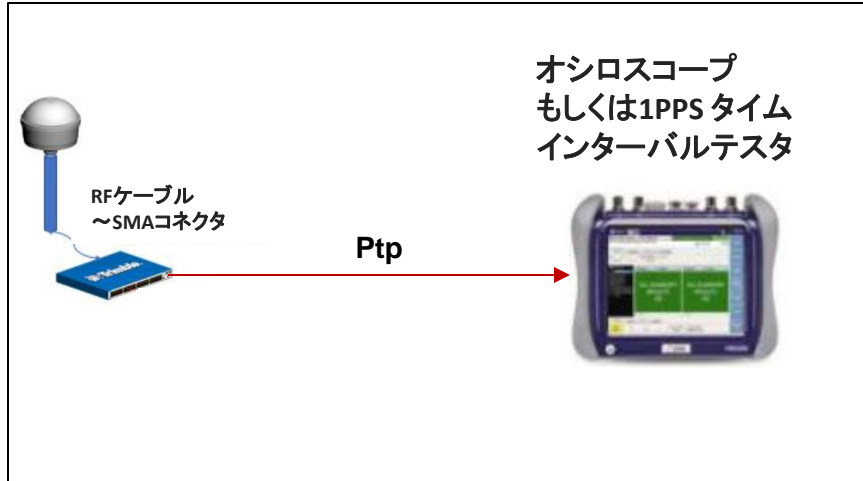 オシロスコープ
もしくは1PPS タイム
インターバルテスタ
RFケーブル
～SMAコネクタ
Ptp
Trimble